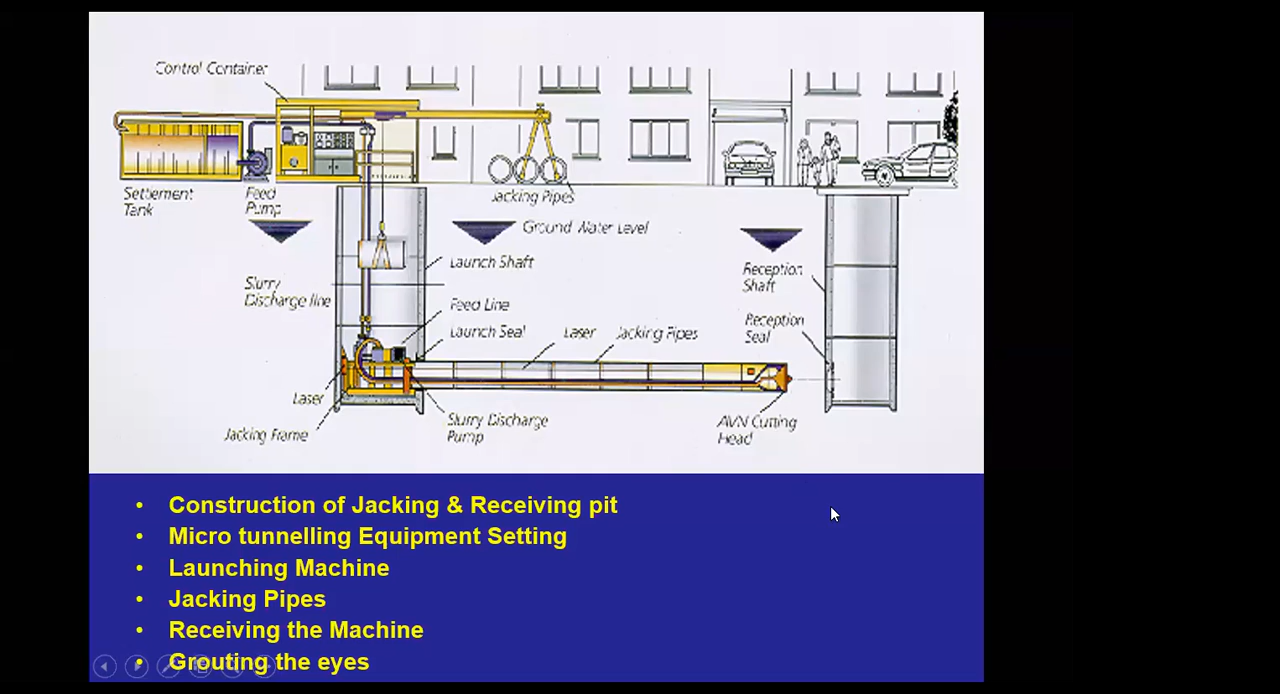 Control Container
Settlement
Tank
Feed
Pump
Jacking Pipes
Ground Water Level
Launch Shaft
Reception
Shaft
Slurry
Discharge line
Feed Line
Reception
Seal
Launch Seal
Laser
Jacking Pipes
Laser
Slurry Discharge
Pump
AVN Cutting
Head
Jacking Frame
• Construction of Jacking & Receiving pit
• Micro tunnelling Equipment Setting
• Launching Machine
• Jacking Pipes
• Receiving the Machine
• Grouting the eyes